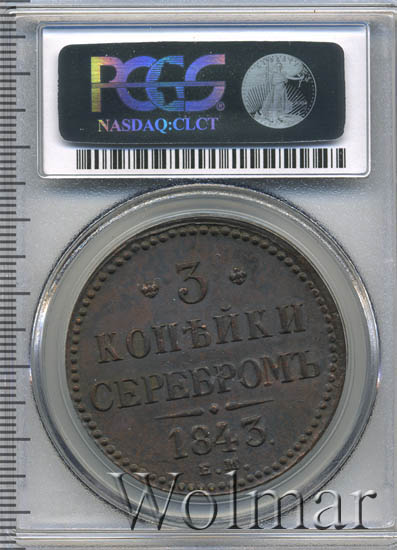 PCGS
NASDAQ:CLCT
3
КОПѢЙКИ
СЕРЕБРОМЪ
1843.
Е.М.
Wolmar